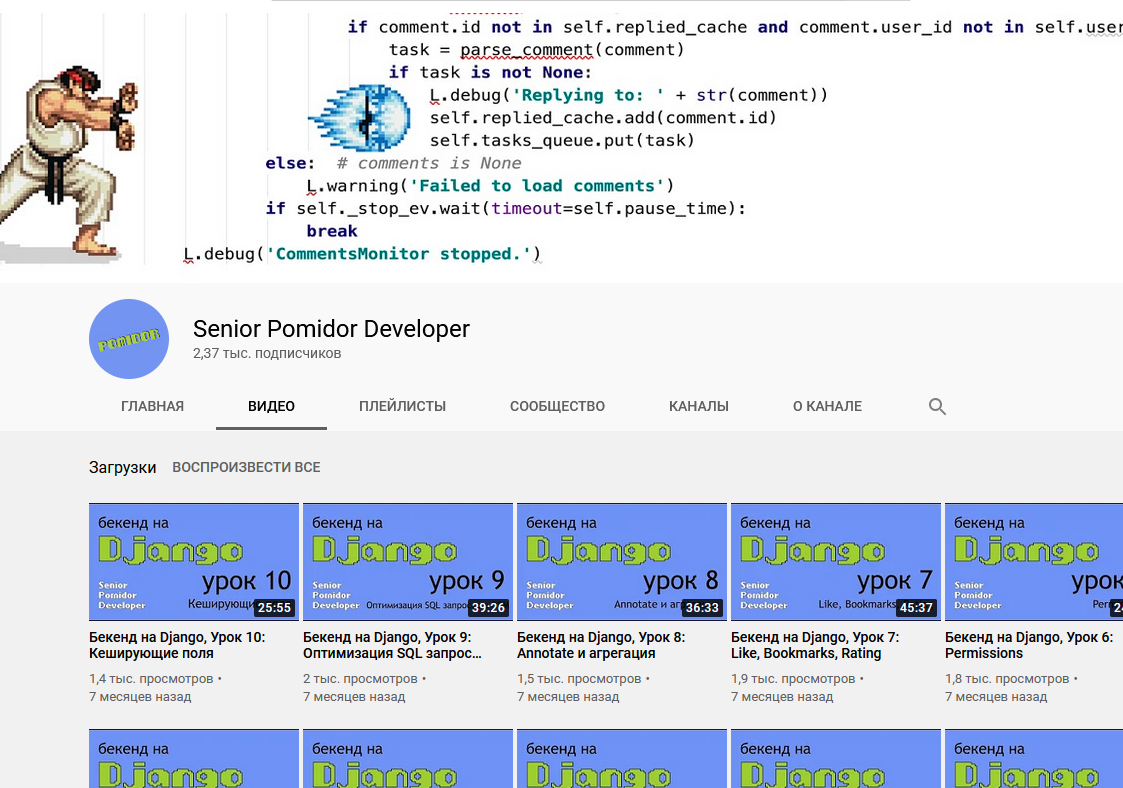 if comment.id not in self.replied_cache and comment.user_id not in self.user
task = parse_comment(comment)
if task is not None:
L.debug('Replying to: ' + str(comment))
self.replied_cache.add(comment.id)
self.tasks_queue.put(task)
else:  # comments is None
L.warning('Failed to load comments')
if self._stop_ev.wait(timeout=self.pause_time):
break
L.debug('CommentsMonitor stopped.')
POMIDOR
Senior Pomidor Developer
2,37 тыс. подписчиков
ГЛАВНАЯ ВИДЕО ПЛЕЙЛИСТЫ СООБЩЕСТВО КАНАЛЫ О КАНАЛЕ
Загрузки ВОСПРОИЗВЕСТИ ВСЕ
бекенд на
Django
урок 10
Senior
Pomidor
Developer
Кеширующи
25:55
бекенд на
Django
урок 9
Senior
Pomidor
Developer
Оптимизация SQL запро
39:26
бекенд на
Django
урок 8
Senior
Pomidor
Developer
Annotate и аг
36:33
бекенд на
Django
урок 7
Senior
Pomidor
Developer
Like, Bookmarks
45:37
бекенд на
Django
урок
Senior
Pomidor
Developer
Per
24
Бекенд на Django, Урок 10:
Кеширующие поля
1,4 тыс. просмотров •
7 месяцев назад
Бекенд на Django, Урок 9:
Оптимизация SQL запрос...
2 тыс. просмотров •
7 месяцев назад
Бекенд на Django, Урок 8:
Annotate и агрегация
1,5 тыс. просмотров •
7 месяцев назад
Бекенд на Django, Урок 7:
Like, Bookmarks, Rating
1,9 тыс. просмотров •
7 месяцев назад
Бекенд на Django, Урок 6:
Permissions
1,8 тыс. просмотров •
7 месяцев назад
бекенд на
Django
бекенд на
Django
бекенд на
Django
бекенд на
Django
бекенд на
Django